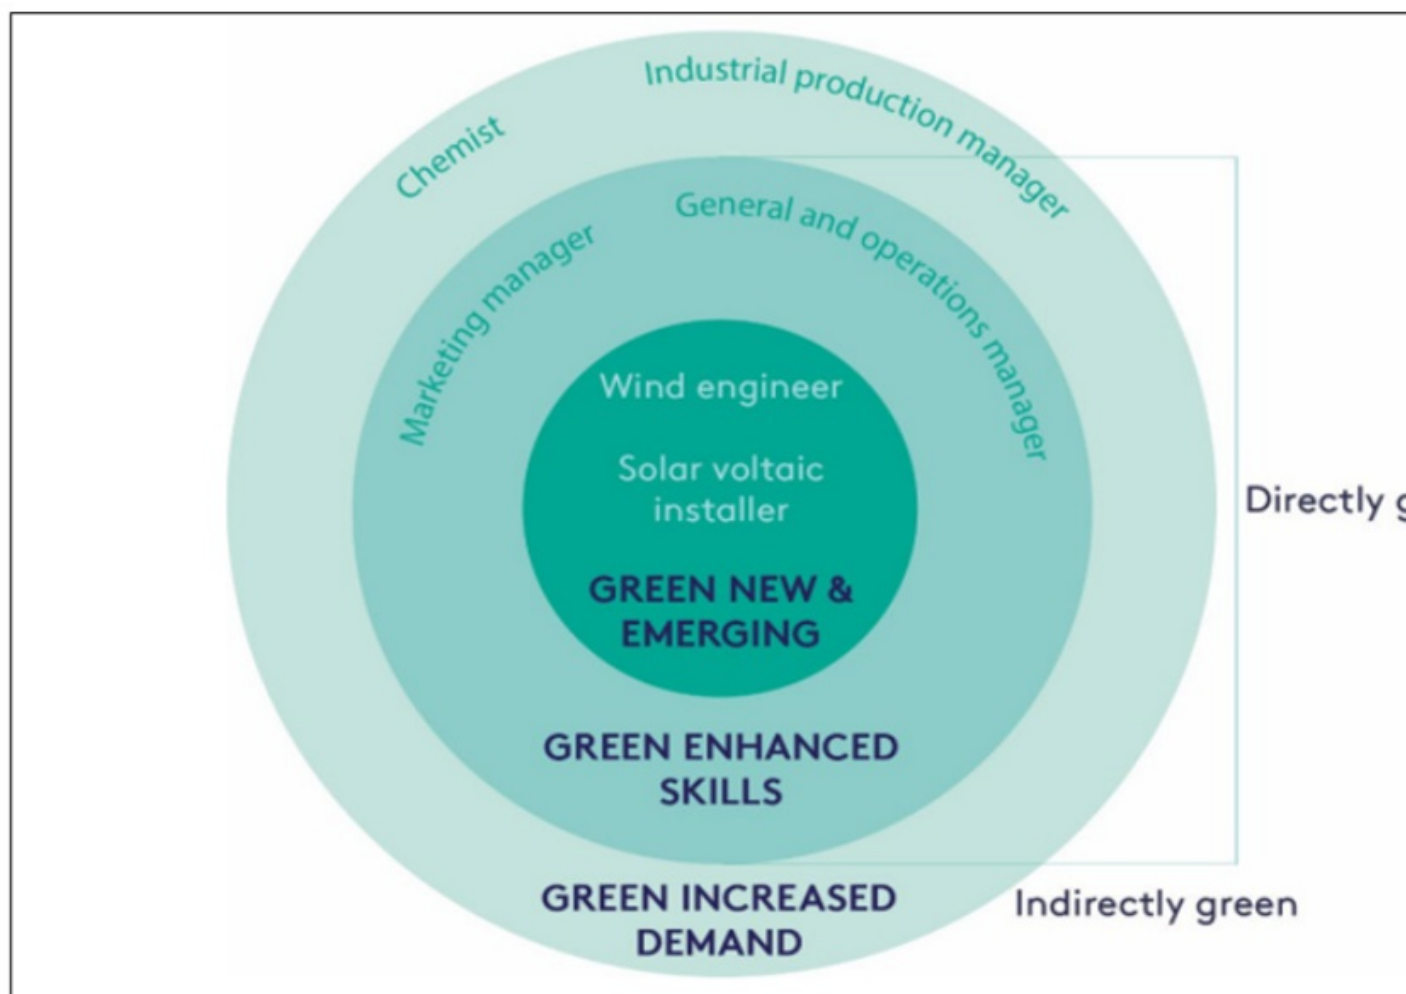 Industrial production manager
Chemist
General and operations manager
Marketing manager
Wind engineer
Solar voltaic
installer
GREEN NEW &
EMERGING
Directly g
GREEN ENHANCED
SKILLS
GREEN INCREASED
DEMAND
Indirectly green